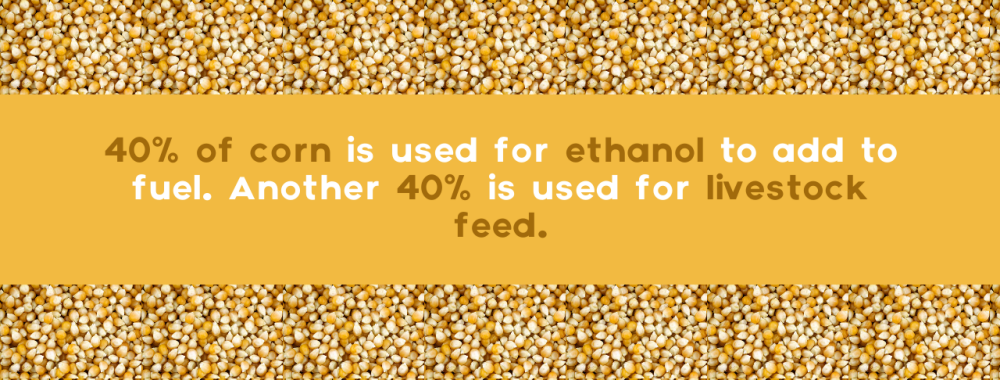 40% of corn is used for ethanol to add to
fuel. Another 40% is used for livestock
feed.